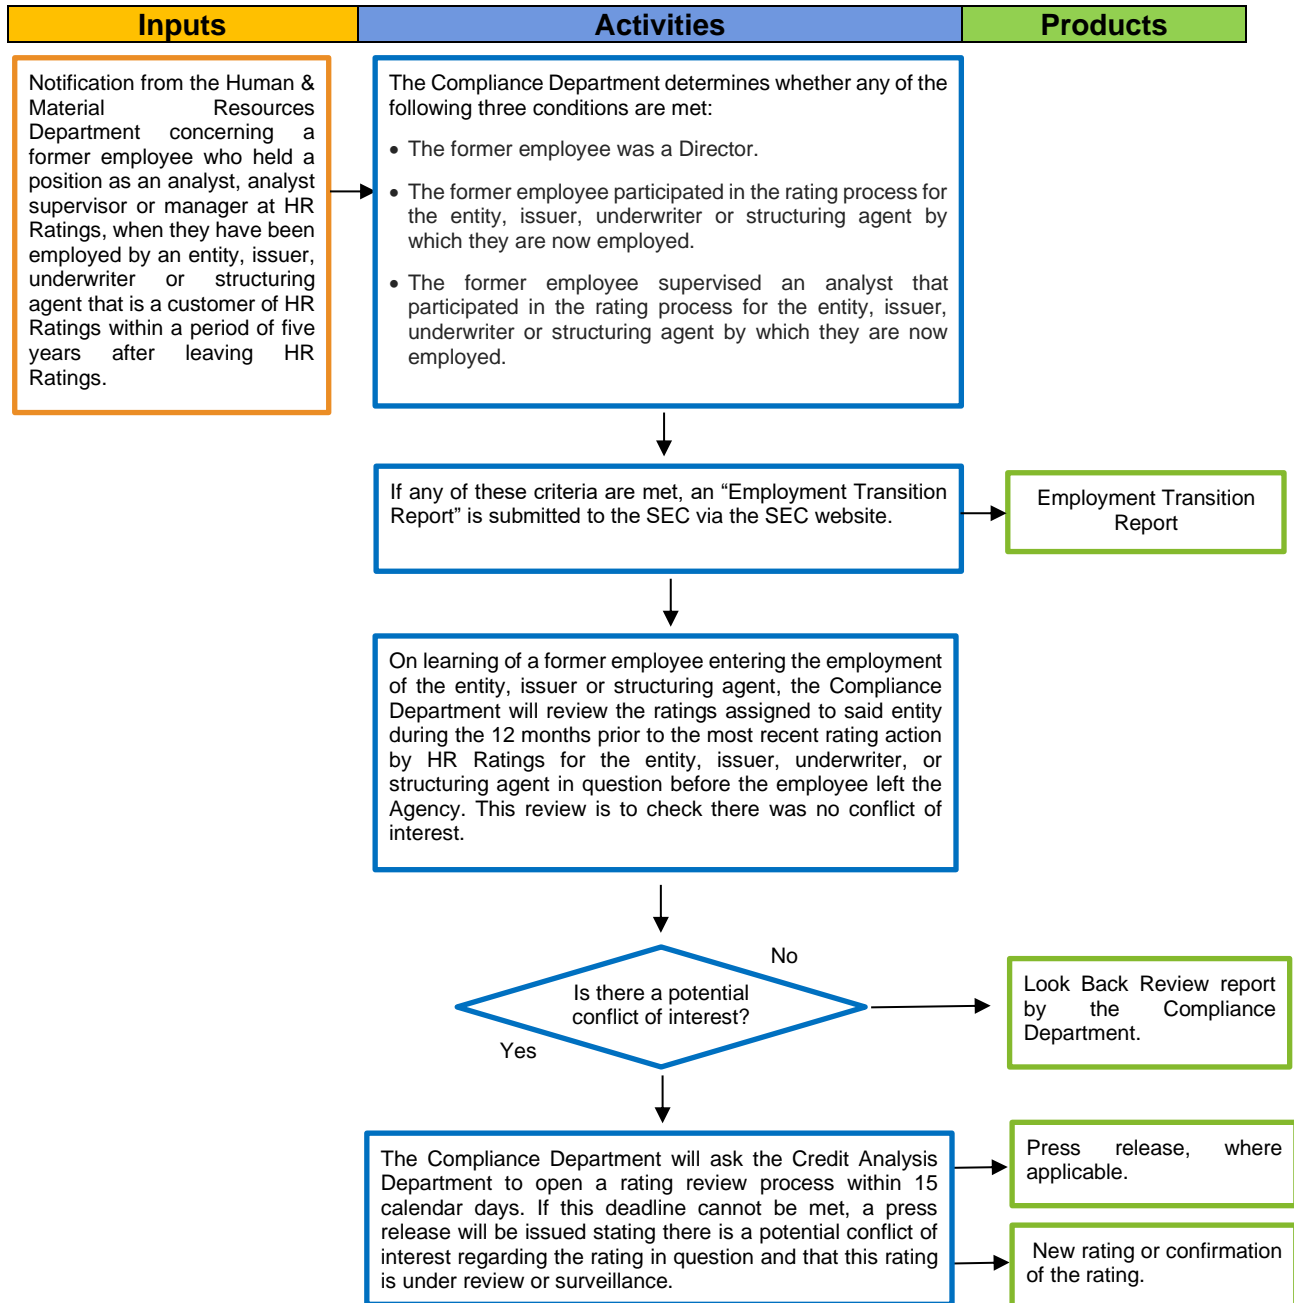 Inputs
Activities
Products
Notification from the Human &
Material Resources
Department concerning a
former employee who held a
position as an analyst, analyst
supervisor or manager at HR
Ratings, when they have been
employed by an entity, issuer,
underwriter or structuring
agent that is a customer of HR
Ratings within a period of five
years after leaving HR
Ratings.
The Compliance Department determines whether any of the
following three conditions are met:
• The former employee was a Director.
• The former employee participated in the rating process for
the entity, issuer, underwriter or structuring agent by
which they are now employed.
• The former employee supervised an analyst that
participated in the rating process for the entity, issuer,
underwriter or structuring agent by which they are now
employed.
If any of these criteria are met, an “Employment Transition
Report” is submitted to the SEC via the SEC website.
Employment Transition
Report
On learning of a former employee entering the employment
of the entity, issuer or structuring agent, the Compliance
Department will review the ratings assigned to said entity
during the 12 months prior to the most recent rating action
by HR Ratings for the entity, issuer, underwriter, or
structuring agent in question before the employee left the
Agency. This review is to check there was no conflict of
interest.
Is there a potential
conflict of interest?
No
Yes
Look Back Review report
by the Compliance
Department.
The Compliance Department will ask the Credit Analysis
Department to open a rating review process within 15
calendar days. If this deadline cannot be met, a press
release will be issued stating there is a potential conflict of
interest regarding the rating in question and that this rating
is under review or surveillance.
Press release, where
applicable.
New rating or confirmation
of the rating.